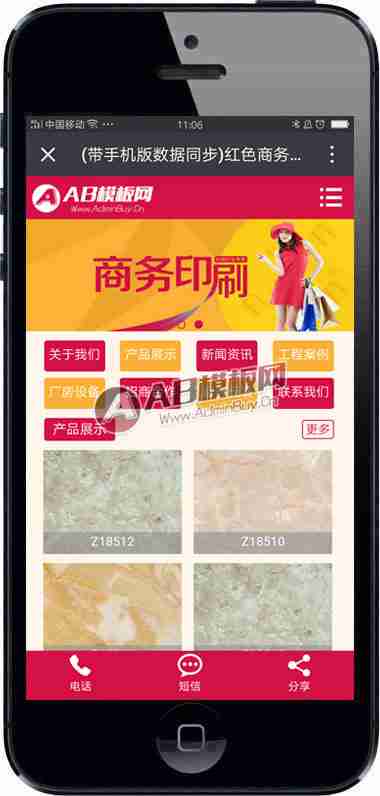 中国移动 ··· 11:06
(带手机版数据同步)红色商务...
AB模板网
Www.AdminBuy.Cn
商务印刷
关于我们 产品展示 新闻资讯 工程案例
厂房设备 联系我们
AB模板网
Www.AdminBuy.Cn
产品展示 更多
Z18512 Z18510
电话 短信 分享